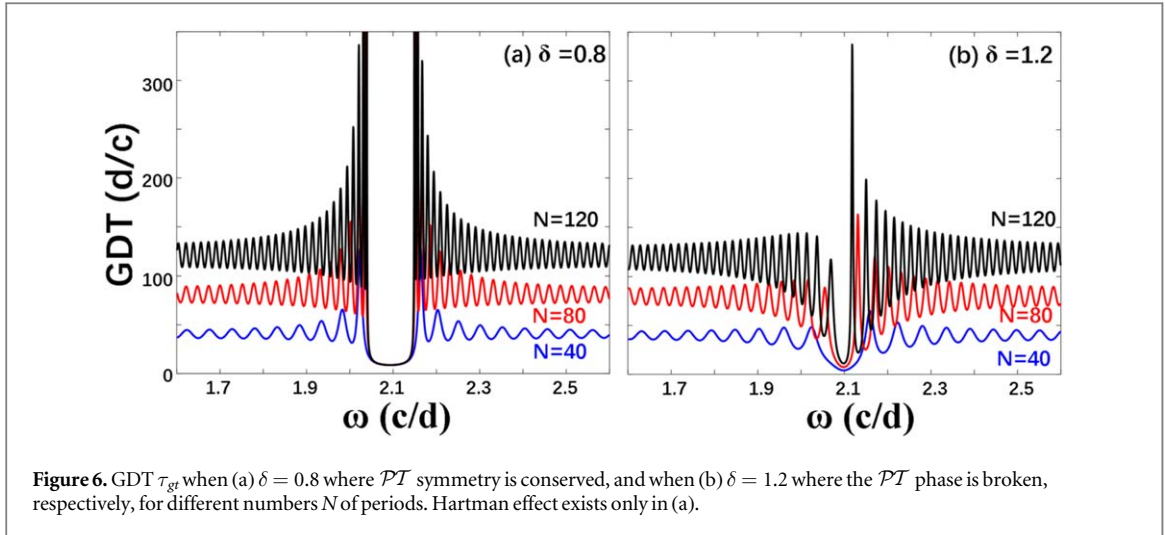 (a) δ =0.8
(b) δ =1.2
GDT (d/c)
300
200
100
0
N=120
N=80
N=40
N=120
N=80
N=40
1.7 1.9 2.1 2.3 2.5
1.7 1.9 2.1 2.3 2.5
ω (c/d)
ω (c/d)
Figure 6. GDT τ_gt when (a) δ = 0.8 where 𝒫𝒯 symmetry is conserved, and when (b) δ = 1.2 where the 𝒫𝒯 phase is broken,
respectively, for different numbers N of periods. Hartman effect exists only in (a).